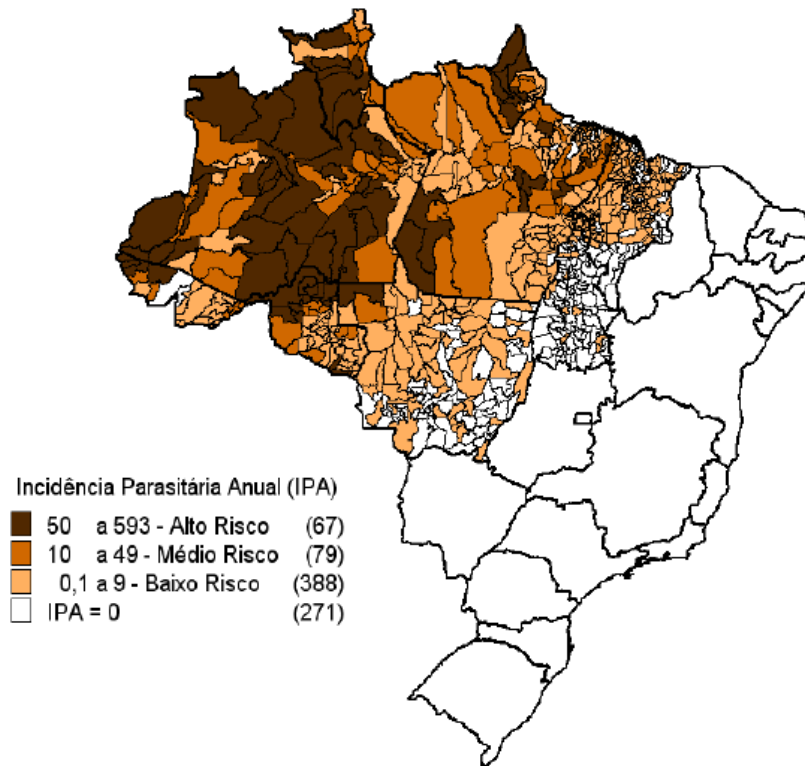 Incidência Parasitária Anual (IPA)
50 a 593 - Alto Risco (67)
10 a 49 - Médio Risco (79)
0,1 a 9 - Baixo Risco (388)
IPA = 0 (271)